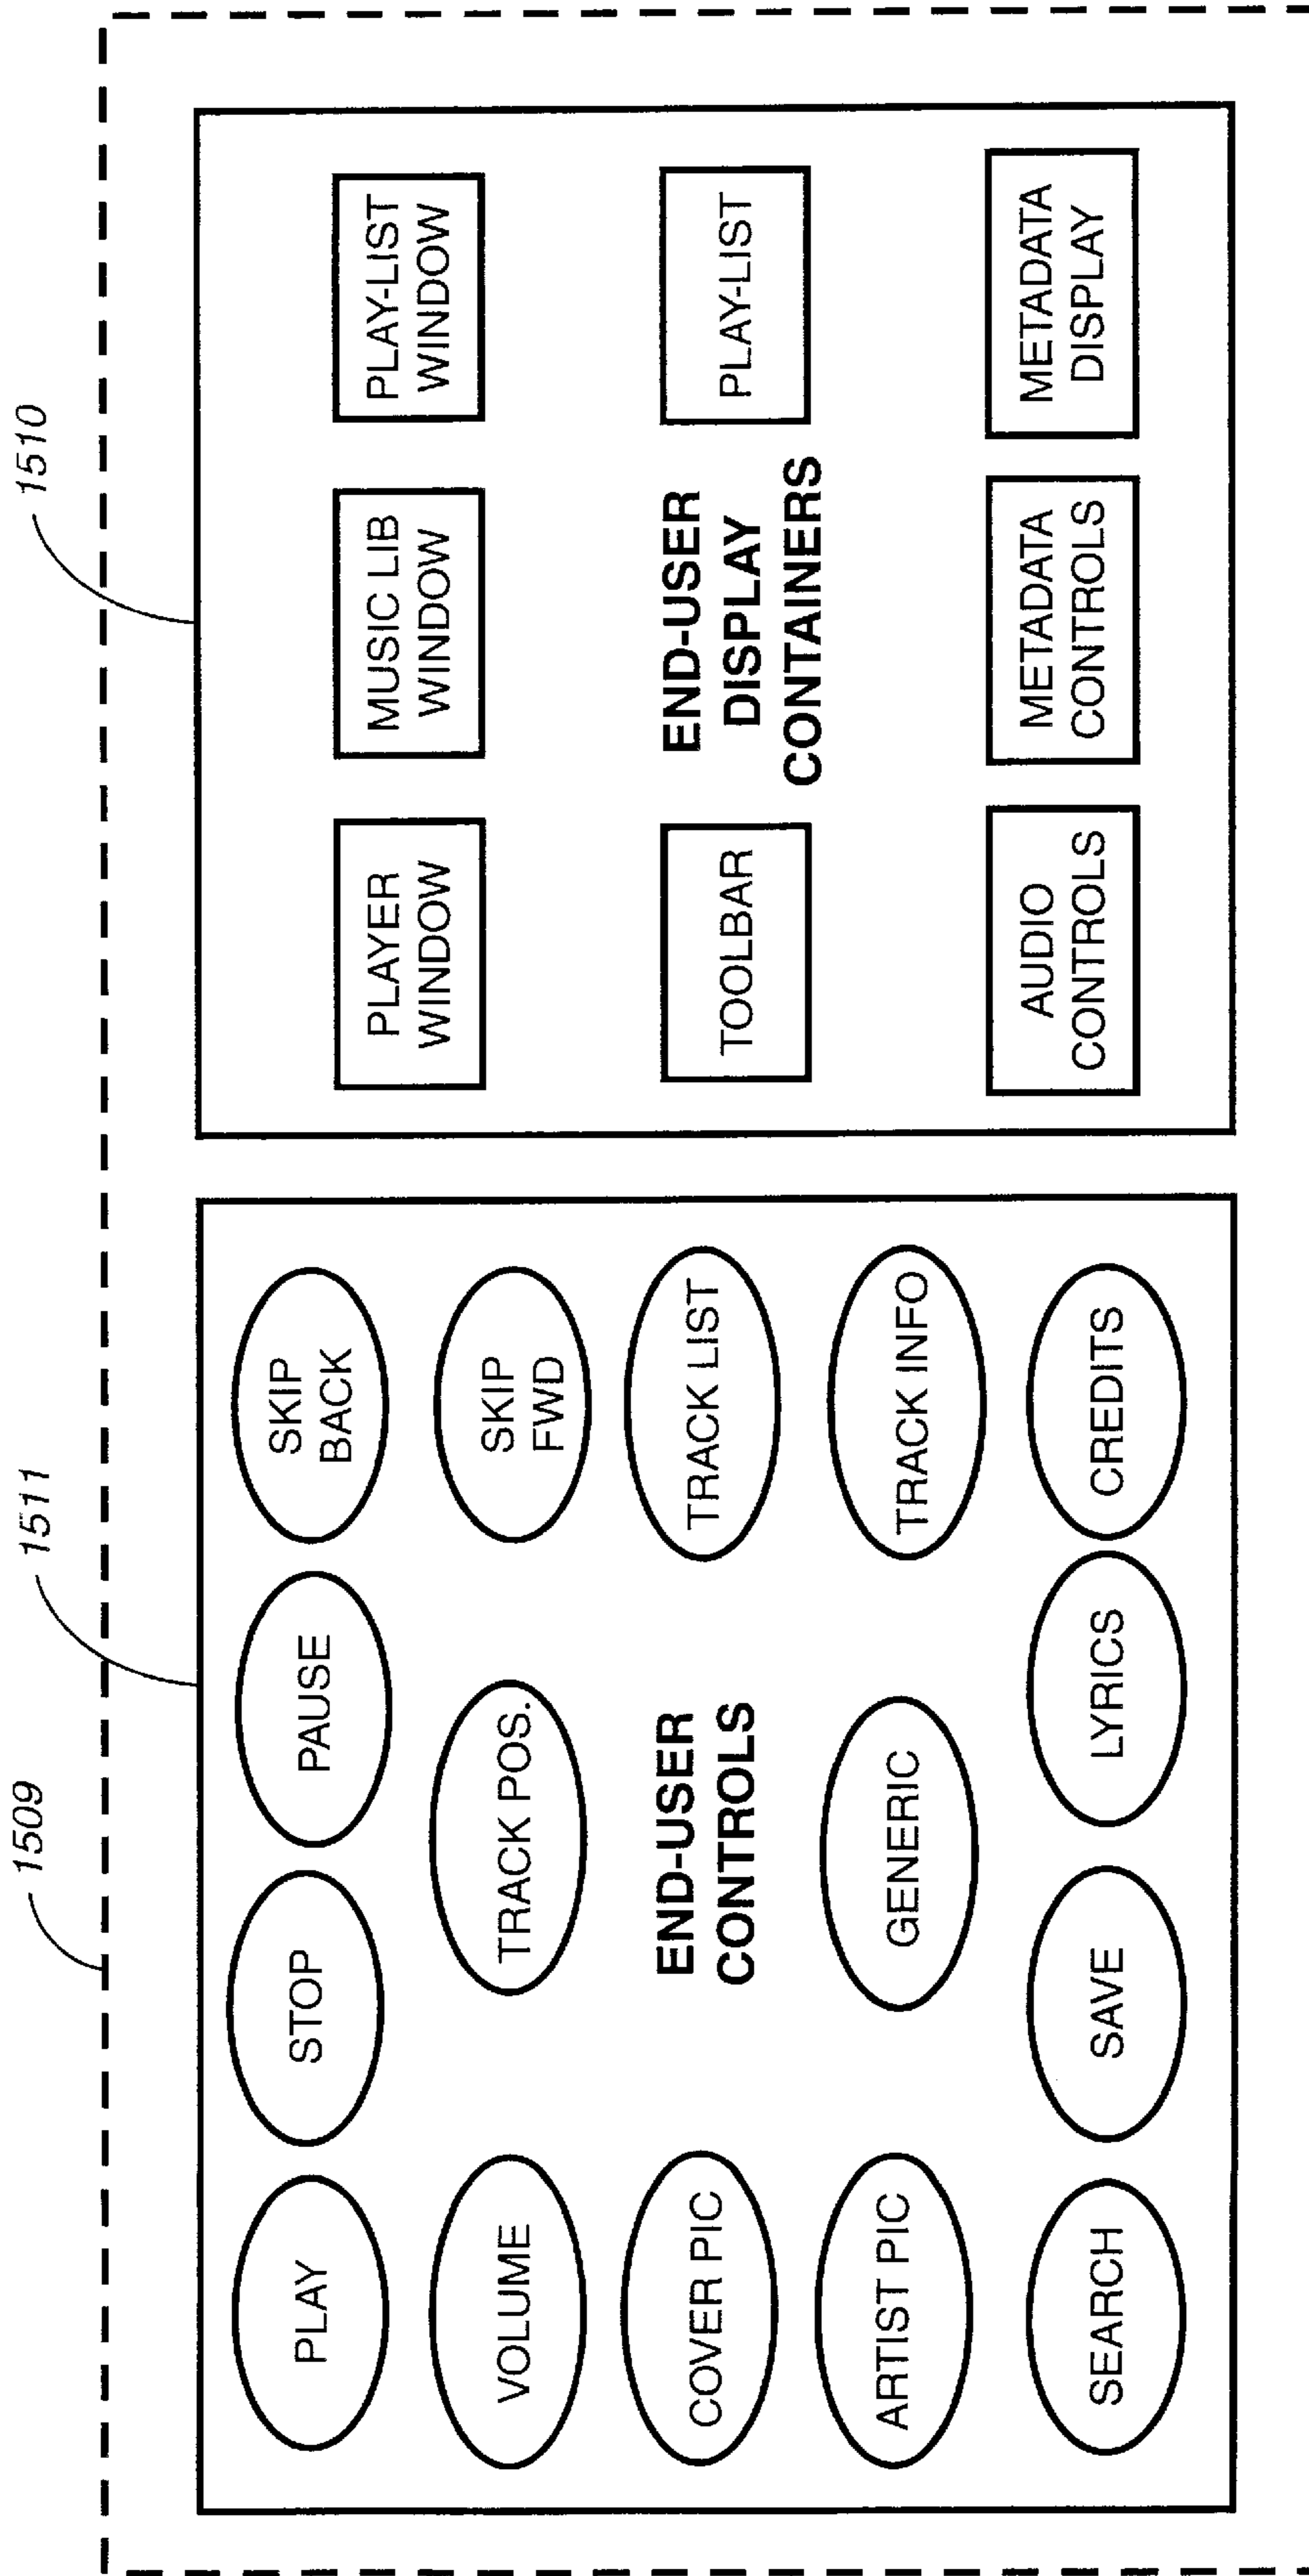 1509
1511
1510
PLAY
STOP
PAUSE
SKIP
BACK
VOLUME
TRACK POS.
SKIP
FWD
COVER PIC
END-USER
CONTROLS
TRACK LIST
ARTIST PIC
GENERIC
TRACK INFO
SEARCH
SAVE
LYRICS
CREDITS
PLAYER
WINDOW
MUSIC LIB
WINDOW
PLAY-LIST
WINDOW
TOOLBAR
END-USER
DISPLAY
CONTAINERS
PLAY-LIST
AUDIO
CONTROLS
METADATA
CONTROLS
METADATA
DISPLAY